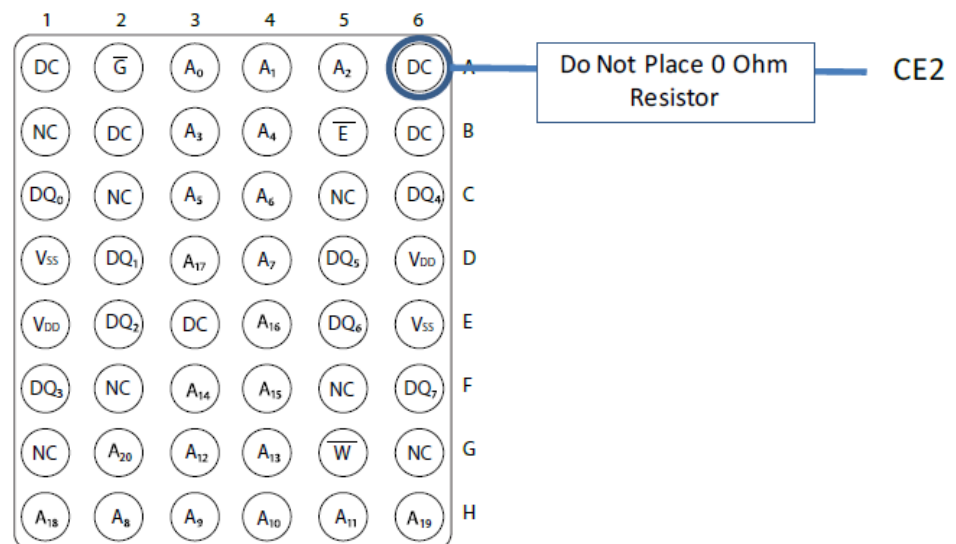 1 2 3 4 5 6
DC G̅ A₀ A₁ A₂ DC A Do Not Place 0 Ohm Resistor CE2
NC DC A₃ A₄ E̅ DC B
DQ₀ NC A₅ A₆ NC DQ₄ C
Vss DQ₁ A₁₇ A₇ DQ₅ VDD D
VDD DQ₂ DC A₁₆ DQ₆ Vss E
DQ₃ NC A₁₄ A₁₅ NC DQ₇ F
NC A₂₀ A₁₂ A₁₃ W̅ NC G
A₁₈ A₈ A₉ A₁₀ A₁₁ A₁₉ H